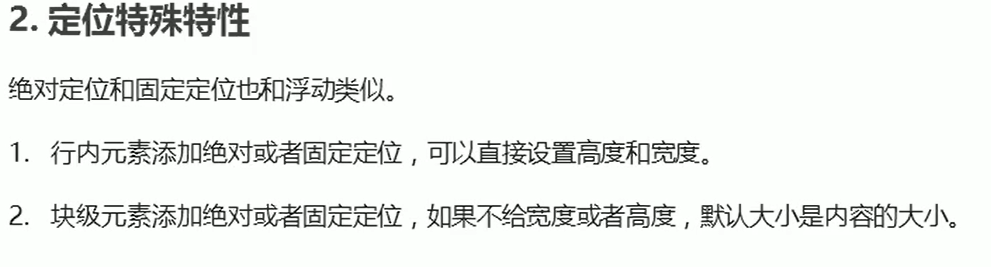 2. 定位特殊特性
绝对定位和固定定位也和浮动类似。
1. 行内元素添加绝对或者固定定位，可以直接设置高度和宽度。
2. 块级元素添加绝对或者固定定位，如果不给宽度或者高度，默认大小是内容的大小。